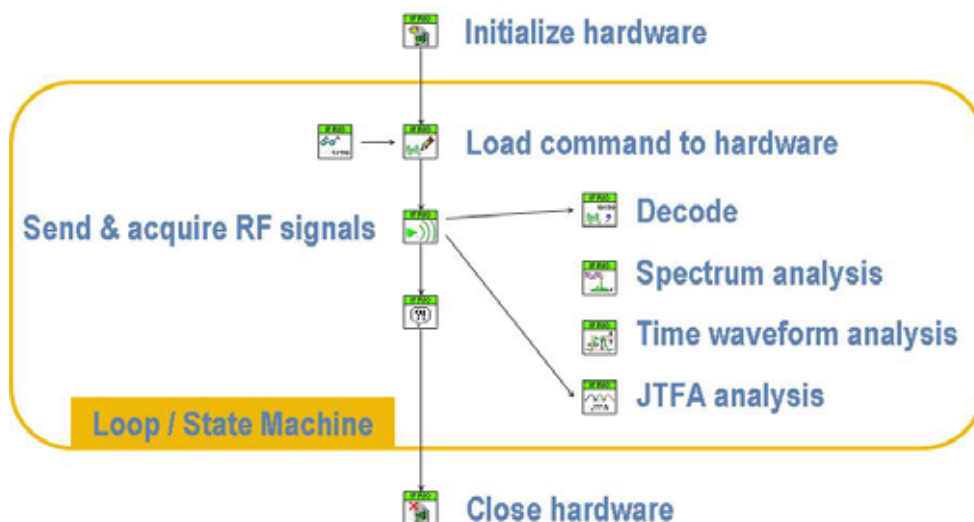 Initialize hardware
Load command to hardware
Send & acquire RF signals
Decode
Spectrum analysis
Time waveform analysis
JTFA analysis
Loop / State Machine
Close hardware